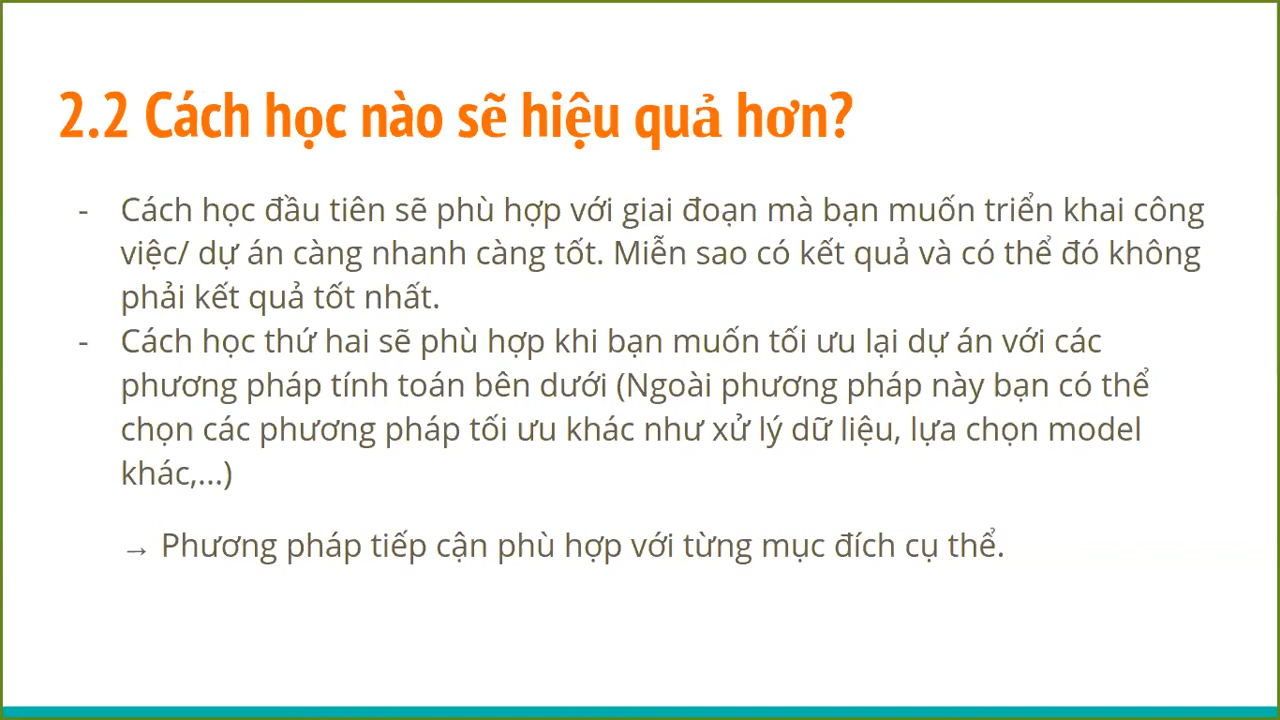 2.2 Cách học nào sẽ hiệu quả hơn?
- Cách học đầu tiên sẽ phù hợp với giai đoạn mà bạn muốn triển khai công
việc/ dự án càng nhanh càng tốt. Miễn sao có kết quả và có thể đó không
phải kết quả tốt nhất.
- Cách học thứ hai sẽ phù hợp khi bạn muốn tối ưu lại dự án với các
phương pháp tính toán bên dưới (Ngoài phương pháp này bạn có thể
chọn các phương pháp tối ưu khác như xử lý dữ liệu, lựa chọn model
khác,...)
→ Phương pháp tiếp cận phù hợp với từng mục đích cụ thể.